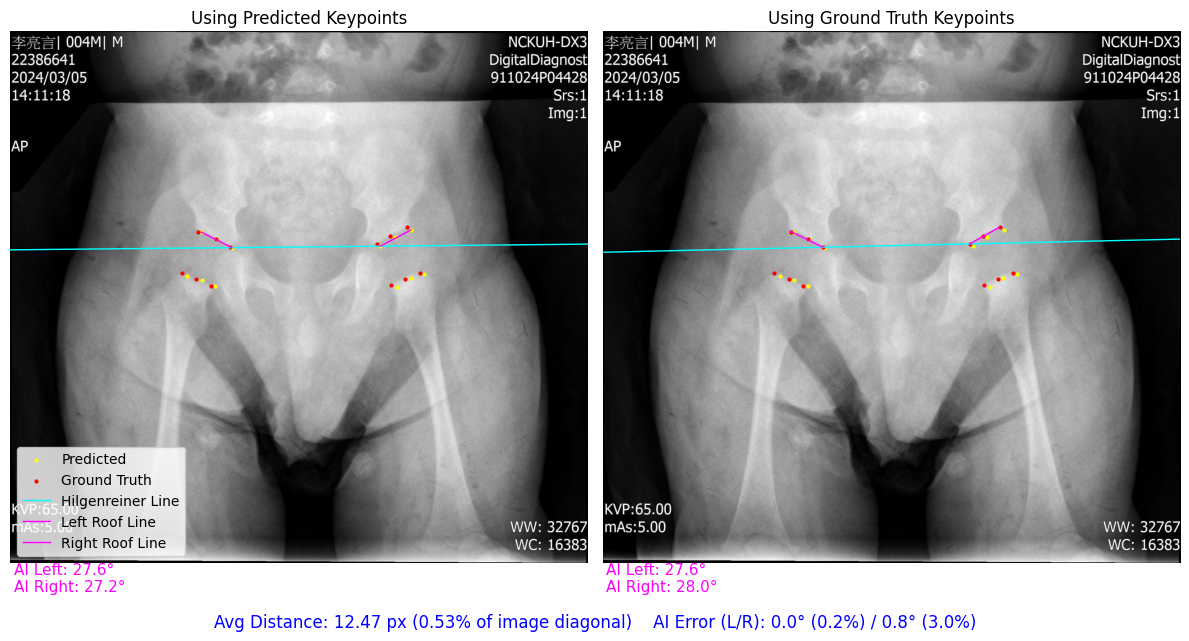 Using Predicted Keypoints
李亮言| 004M| M
22386641
2024/03/05
14:11:18
AP
NCKUH-DX3
DigitalDiagnost
911024P04428
Srs:1
Img:1
Predicted
Ground Truth
Hilgenreiner Line
Left Roof Line
Right Roof Line
KVP:65.00
mAs:5.00
WW: 32767
WC: 16383
AI Left: 27.6°
AI Right: 27.2°
Using Ground Truth Keypoints
李亮言| 004M| M
22386641
2024/03/05
14:11:18
AP
NCKUH-DX3
DigitalDiagnost
911024P04428
Srs:1
Img:1
KVP:65.00
mAs:5.00
WW: 32767
WC: 16383
AI Left: 27.6°
AI Right: 28.0°
Avg Distance: 12.47 px (0.53% of image diagonal)    AI Error (L/R): 0.0° (0.2%) / 0.8° (3.0%)